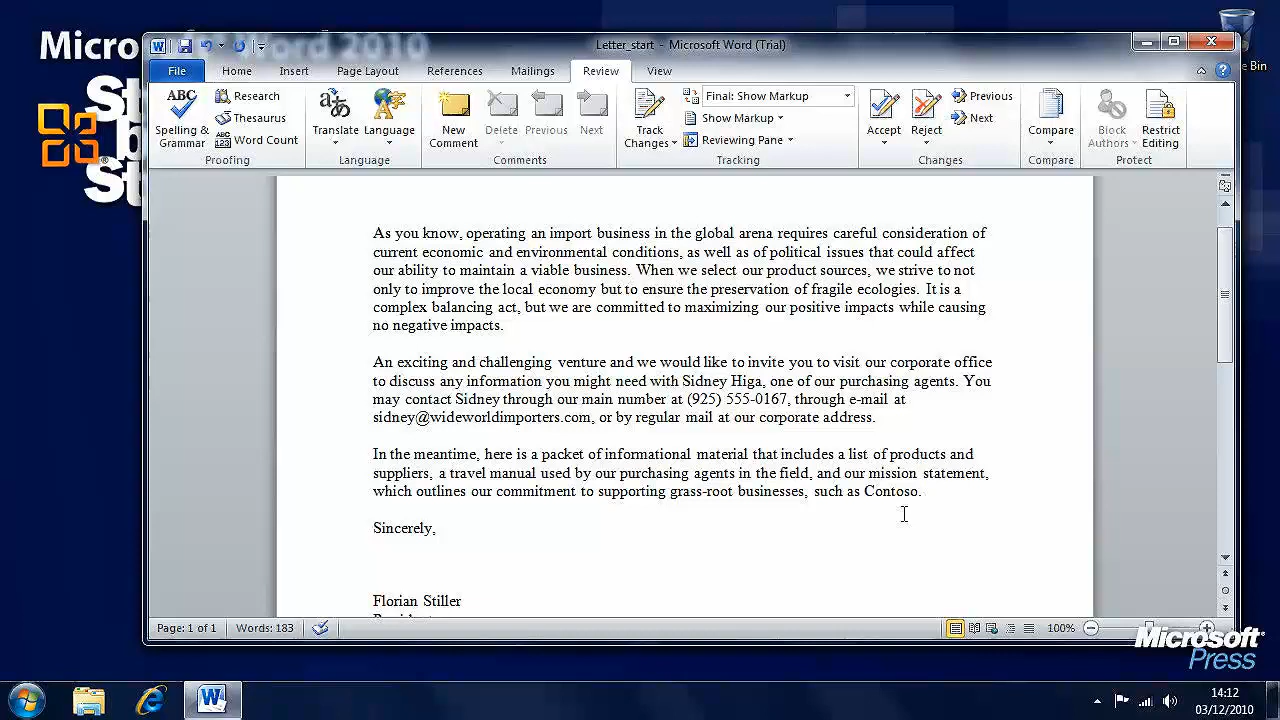 Microsoft Word 2010
Letter_start - Microsoft Word (Trial)
e Bin
St
b
St
File Home Insert Page Layout References Mailings Review View
ABC
Spelling & Grammar
Research
Thesaurus
ABC 123 Word Count
Proofing
Translate
Language
Language
New Comment
Delete
Previous
Next
Comments
Track Changes
Final: Show Markup
Show Markup
Reviewing Pane
Tracking
Accept
Reject
Previous
Next
Changes
Compare
Compare
Block Authors
Restrict Editing
Protect
As you know, operating an import business in the global arena requires careful consideration of
current economic and environmental conditions, as well as of political issues that could affect
our ability to maintain a viable business. When we select our product sources, we strive to not
only to improve the local economy but to ensure the preservation of fragile ecologies. It is a
complex balancing act, but we are committed to maximizing our positive impacts while causing
no negative impacts.
An exciting and challenging venture and we would like to invite you to visit our corporate office
to discuss any information you might need with Sidney Higa, one of our purchasing agents. You
may contact Sidney through our main number at (925) 555-0167, through e-mail at
sidney@wideworldimporters.com, or by regular mail at our corporate address.
In the meantime, here is a packet of informational material that includes a list of products and
suppliers, a travel manual used by our purchasing agents in the field, and our mission statement,
which outlines our commitment to supporting grass-root businesses, such as Contoso.
Sincerely,
Florian Stiller
Page: 1 of 1 Words: 183 100%
Microsoft
Press
14:12
03/12/2010